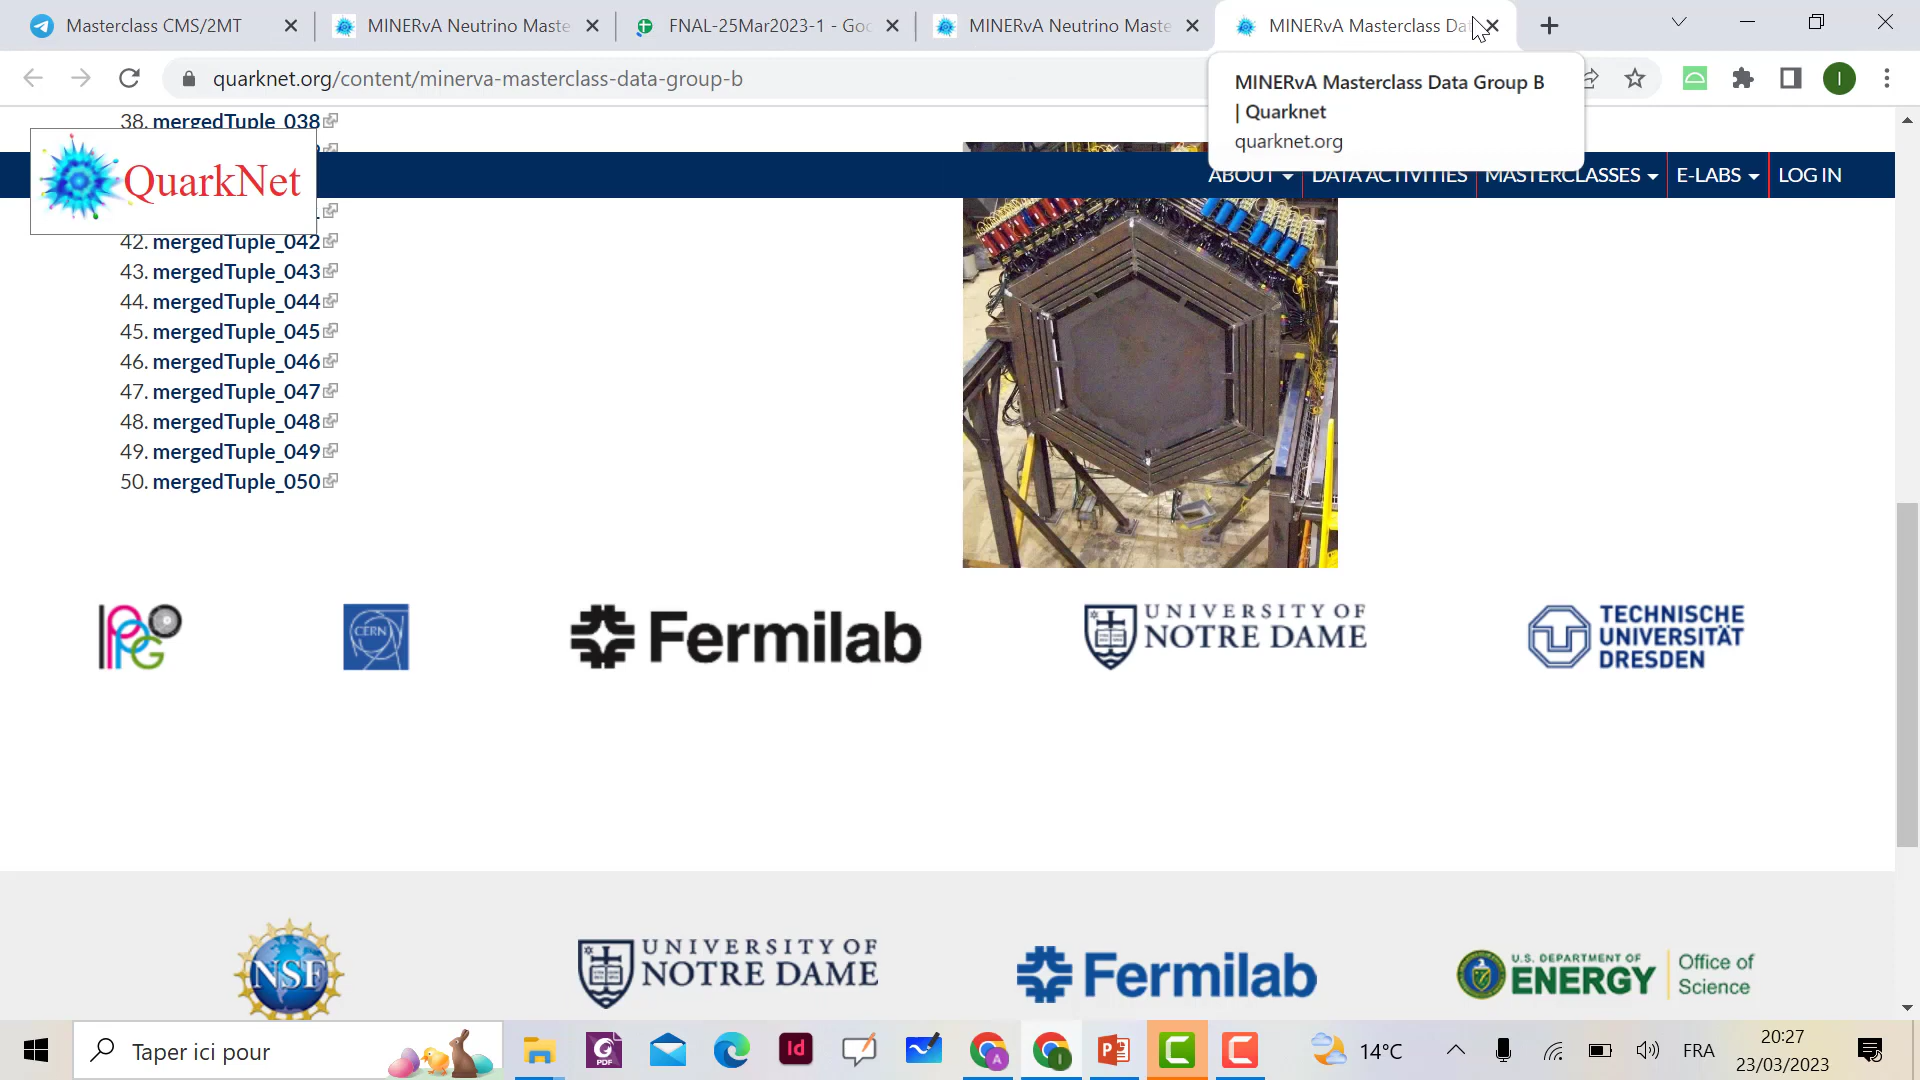 Masterclass CMS/2MT
MINERvA Neutrino Maste
FNAL-25Mar2023-1 - Goo
MINERvA Neutrino Maste
MINERvA Masterclass Da
quarknet.org/content/minerva-masterclass-data-group-b
I
MINERvA Masterclass Data Group B
| Quarknet
quarknet.org
38. mergedTuple_038
QuarkNet
ABOUT
DATA ACTIVITIES
MASTERCLASSES
E-LABS
LOG IN
42. mergedTuple_042
43. mergedTuple_043
44. mergedTuple_044
45. mergedTuple_045
46. mergedTuple_046
47. mergedTuple_047
48. mergedTuple_048
49. mergedTuple_049
50. mergedTuple_050
IPPOG
CERN
Fermilab
UNIVERSITY OF
NOTRE DAME
TECHNISCHE
UNIVERSITÄT
DRESDEN
NSF
UNIVERSITY OF
NOTRE DAME
Fermilab
U.S. DEPARTMENT OF
ENERGY
Office of
Science
Taper ici pour
PDF
Id
A
I
14°C
FRA
20:27
23/03/2023